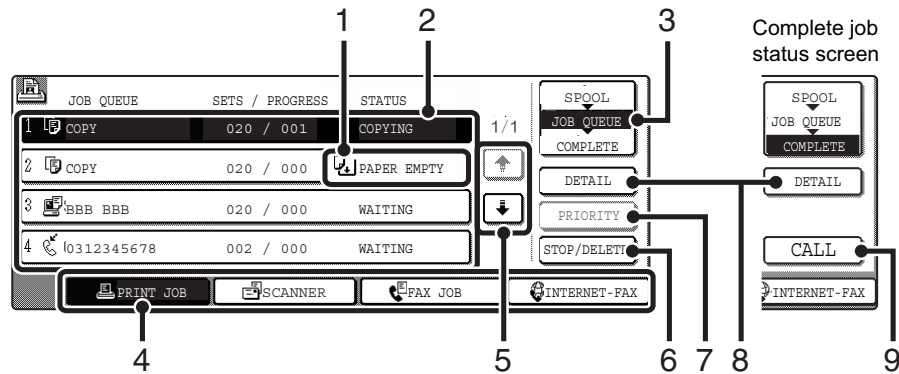 1 2 3
Complete job
status screen
JOB QUEUE SETS / PROGRESS STATUS
1 COPY 020 / 001 COPYING
2 COPY 020 / 000 PAPER EMPTY
3 BBB BBB 020 / 000 WAITING
4 0312345678 002 / 000 WAITING
1/1
SPOOL
JOB QUEUE
COMPLETE
DETAIL
PRIORITY
STOP/DELETE
SPOOL
JOB QUEUE
COMPLETE
DETAIL
CALL
PRINT JOB SCANNER FAX JOB INTERNET-FAX
INTERNET-FAX
4 5 6 7 8 9